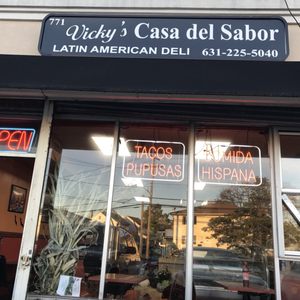 771
Vicky's Casa del Sabor
LATIN AMERICAN DELI 631-225-5040
OPEN
TACOS
PUPUSAS
COMIDA
HISPANA